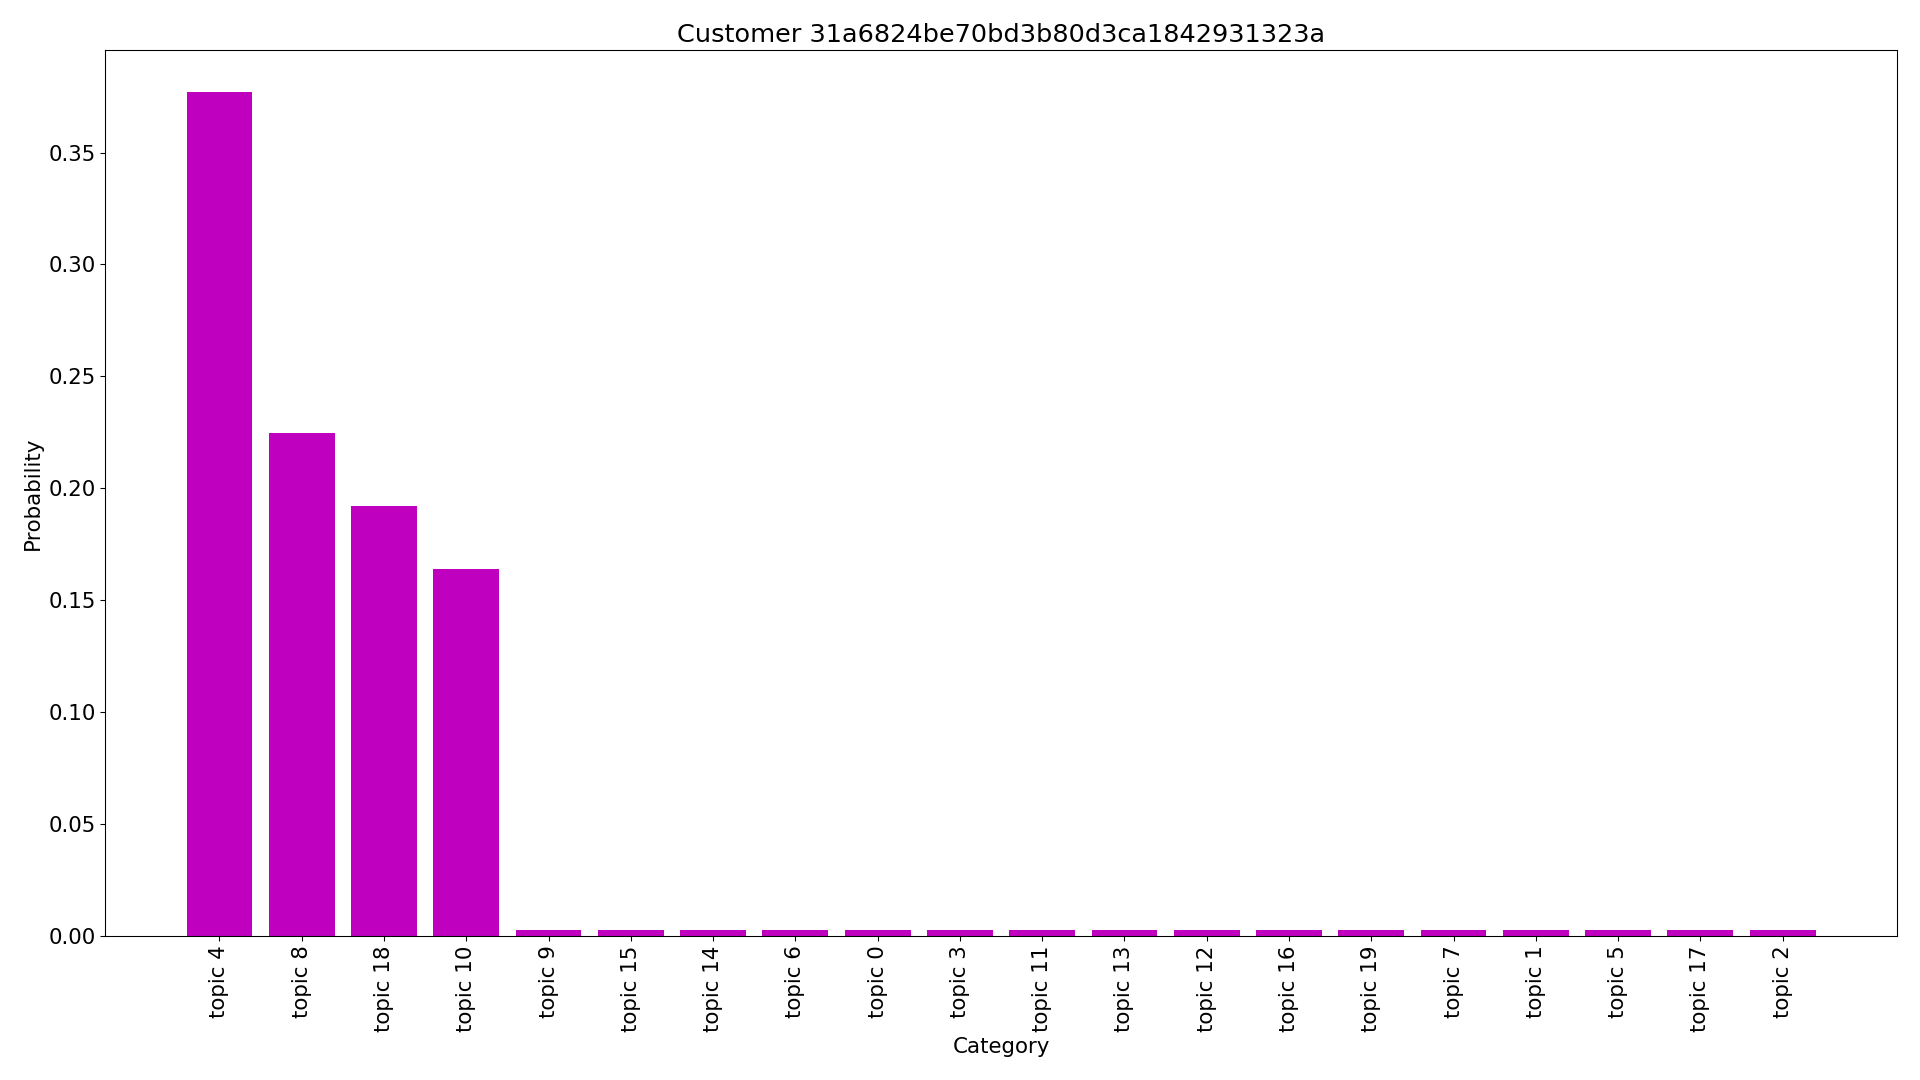 Customer 31a6824be70bd3b80d3ca1842931323a
Probability
0.35
0.30
0.25
0.20
0.15
0.10
0.05
0.00
topic 4
topic 8
topic 18
topic 10
topic 9
topic 15
topic 14
topic 6
topic 0
topic 3
topic 11
topic 13
topic 12
topic 16
topic 19
topic 7
topic 1
topic 5
topic 17
topic 2
Category